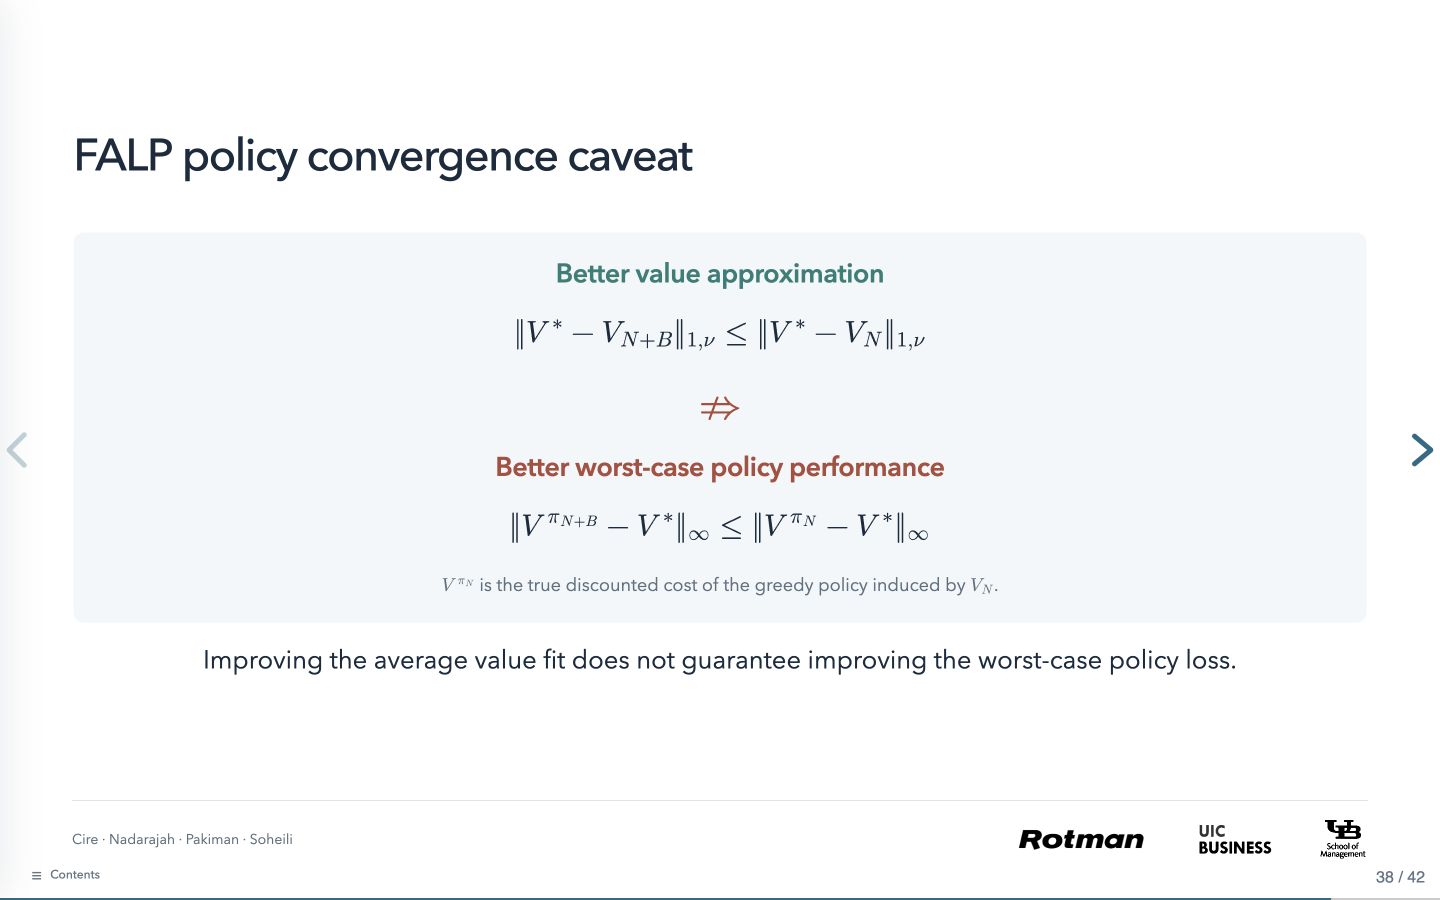 FALP policy convergence caveat
Better value approximation
‖V* − V_{N+B}‖_{1,ν} ≤ ‖V* − V_N‖_{1,ν}
⇏
Better worst-case policy performance
‖V^{π_{N+B}} − V*‖_∞ ≤ ‖V^{π_N} − V*‖_∞
V^{π_N} is the true discounted cost of the greedy policy induced by V_N.
Improving the average value fit does not guarantee improving the worst-case policy loss.
Cire · Nadarajah · Pakiman · Soheili
Rotman
UIC
BUSINESS
UB
School of
Management
≡ Contents
38 / 42